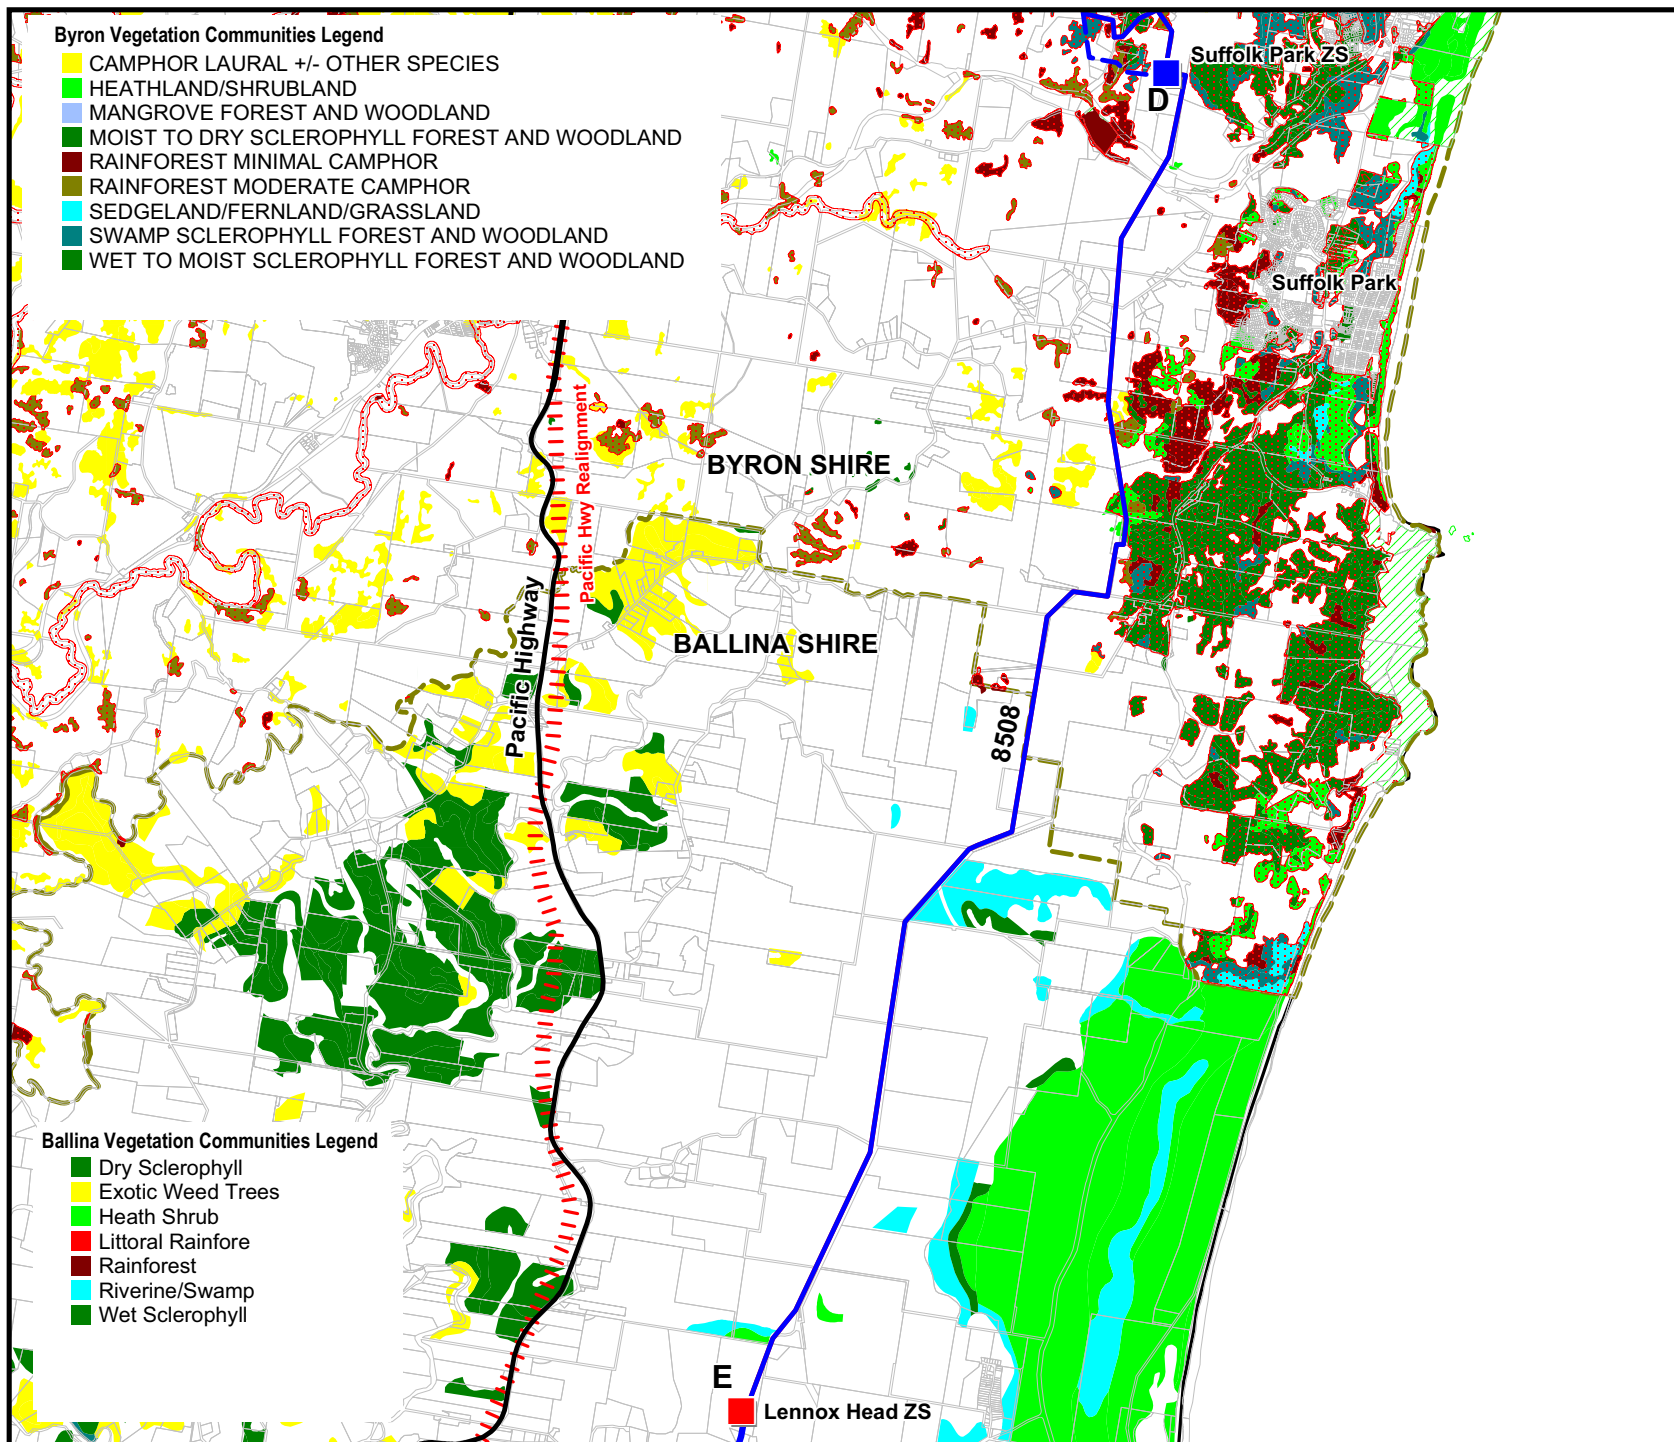 Byron Vegetation Communities Legend
CAMPHOR LAURAL +/- OTHER SPECIES
HEATHLAND/SHRUBLAND
MANGROVE FOREST AND WOODLAND
MOIST TO DRY SCLEROPHYLL FOREST AND WOODLAND
RAINFOREST MINIMAL CAMPHOR
RAINFOREST MODERATE CAMPHOR
SEDGELAND/FERNLAND/GRASSLAND
SWAMP SCLEROPHYLL FOREST AND WOODLAND
WET TO MOIST SCLEROPHYLL FOREST AND WOODLAND
Suffolk Park ZS
D
Suffolk Park
Pacific Hwy Realignment
BYRON SHIRE
BALLINA SHIRE
Pacific Highway
8508
Ballina Vegetation Communities Legend
Dry Sclerophyll
Exotic Weed Trees
Heath Shrub
Littoral Rainfore
Rainforest
Riverine/Swamp
Wet Sclerophyll
E
Lennox Head ZS